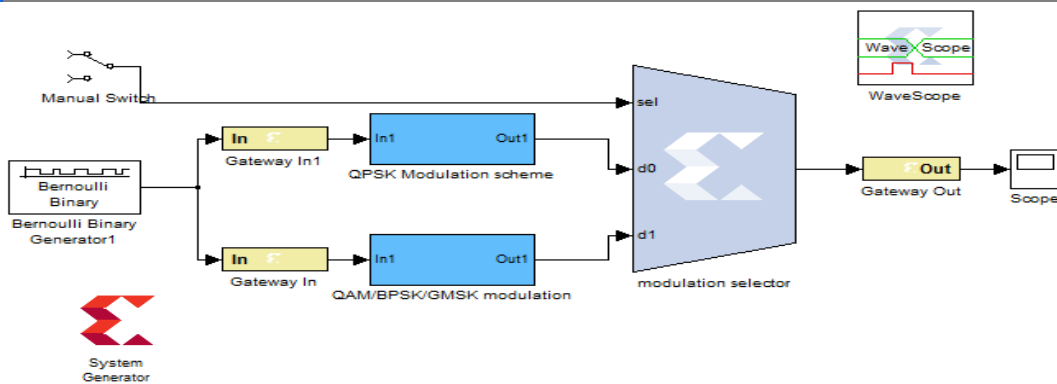 Wave Scope
WaveScope
Manual Switch
sel
In
Gateway In1
In1
Out1
QPSK Modulation scheme
d0
Out
Gateway Out
Scope
Bernoulli
Binary
Bernoulli Binary
Generator1
In
Gateway In
In1
Out1
QAM/BPSK/GMSK modulation
d1
modulation selector
System
Generator